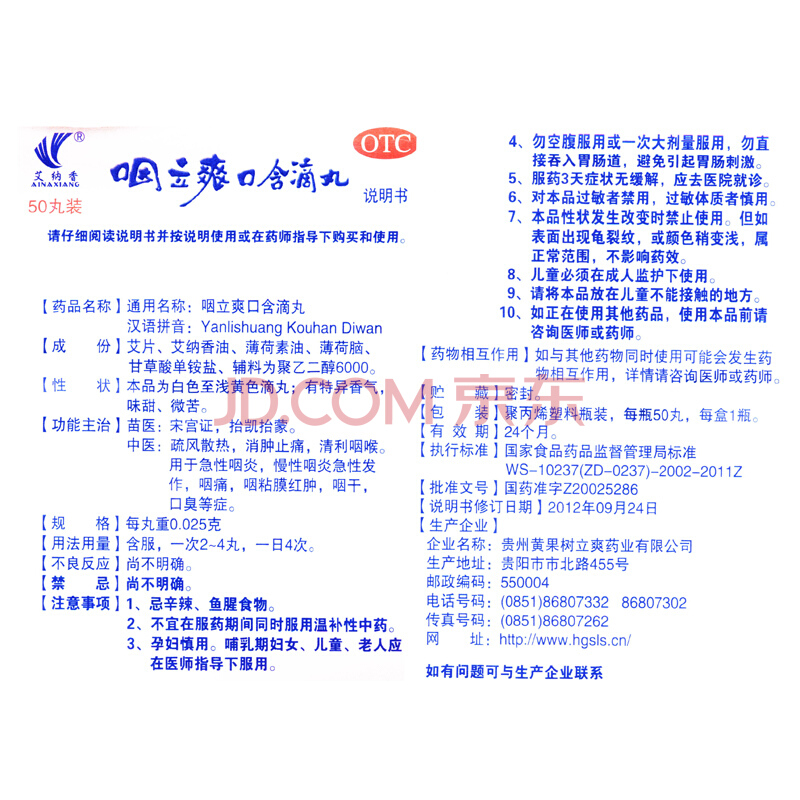 艾纳香
AINAXIANG
®
50丸装
咽立爽口含滴丸
OTC
说明书
请仔细阅读说明书并按说明使用或在药师指导下购买和使用。
【药品名称】通用名称：咽立爽口含滴丸
汉语拼音：Yanlishuang Kouhan Diwan
【成 份】艾片、艾纳香油、薄荷素油、薄荷脑、
甘草酸单铵盐、辅料为聚乙二醇6000。
【性 状】本品为白色至浅黄色滴丸；有特异香气，
味甜、微苦。
【功能主治】苗医：宋宫证，抬凯抬蒙。
中医：疏风散热，消肿止痛，清利咽喉。
用于急性咽炎，慢性咽炎急性发
作，咽痛，咽粘膜红肿，咽干，
口臭等症。
【规 格】每丸重0.025克
【用法用量】含服，一次2~4丸，一日4次。
【不良反应】尚不明确。
【禁 忌】尚不明确。
【注意事项】1、忌辛辣、鱼腥食物。
2、不宜在服药期间同时服用温补性中药。
3、孕妇慎用。哺乳期妇女、儿童、老人应
在医师指导下服用。
4、勿空腹服用或一次大剂量服用，勿直
接吞入胃肠道，避免引起胃肠刺激。
5、服药3天症状无缓解，应去医院就诊。
6、对本品过敏者禁用，过敏体质者慎用。
7、本品性状发生改变时禁止使用。但如
表面出现龟裂纹，或颜色稍变浅，属
正常范围，不影响药效。
8、儿童必须在成人监护下使用。
9、请将本品放在儿童不能接触的地方。
10、如正在使用其他药品，使用本品前请
咨询医师或药师。
【药物相互作用】如与其他药物同时使用可能会发生药
物相互作用，详情请咨询医师或药师。
【贮 藏】密封。
【包 装】聚丙烯塑料瓶装，每瓶50丸，每盒1瓶。
【有 效 期】24个月。
【执行标准】国家食品药品监督管理局标准
WS-10237(ZD-0237)-2002-2011Z
【批准文号】国药准字Z20025286
【说明书修订日期】2012年09月24日
【生产企业】
企业名称：贵州黄果树立爽药业有限公司
生产地址：贵阳市市北路455号
邮政编码：550004
电话号码：(0851)86807332 86807302
传真号码：(0851)86807262
网 址：http://www.hgsls.cn/
如有问题可与生产企业联系
JD.COM 京东